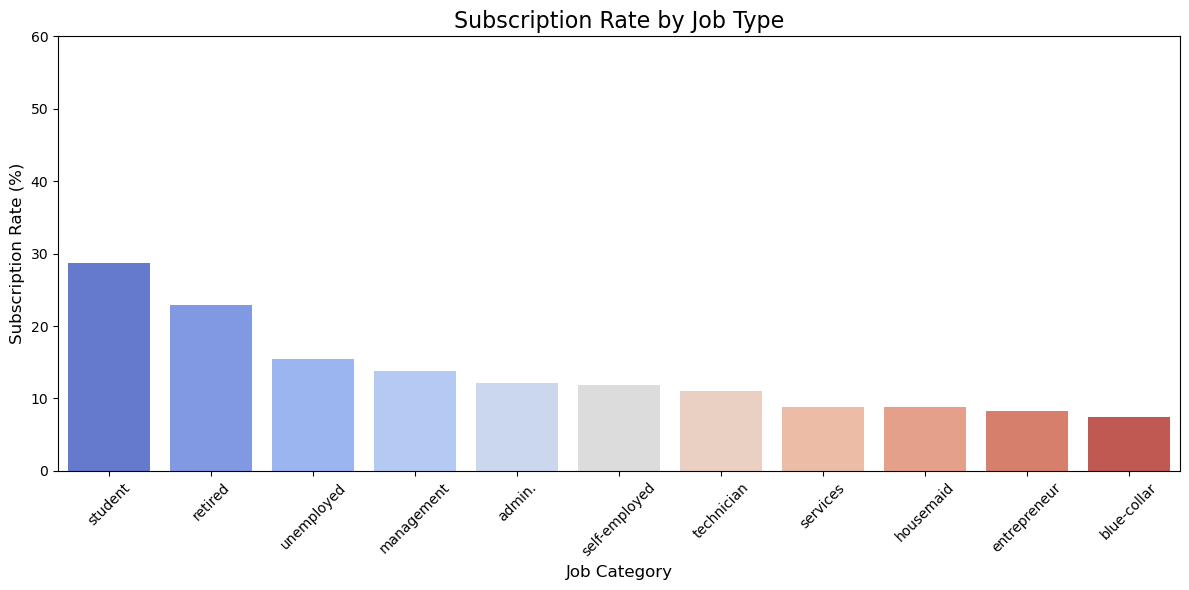 Subscription Rate by Job Type
Subscription Rate (%)
60
50
40
30
20
10
0
student
retired
unemployed
management
admin.
self-employed
technician
services
housemaid
entrepreneur
blue-collar
Job Category